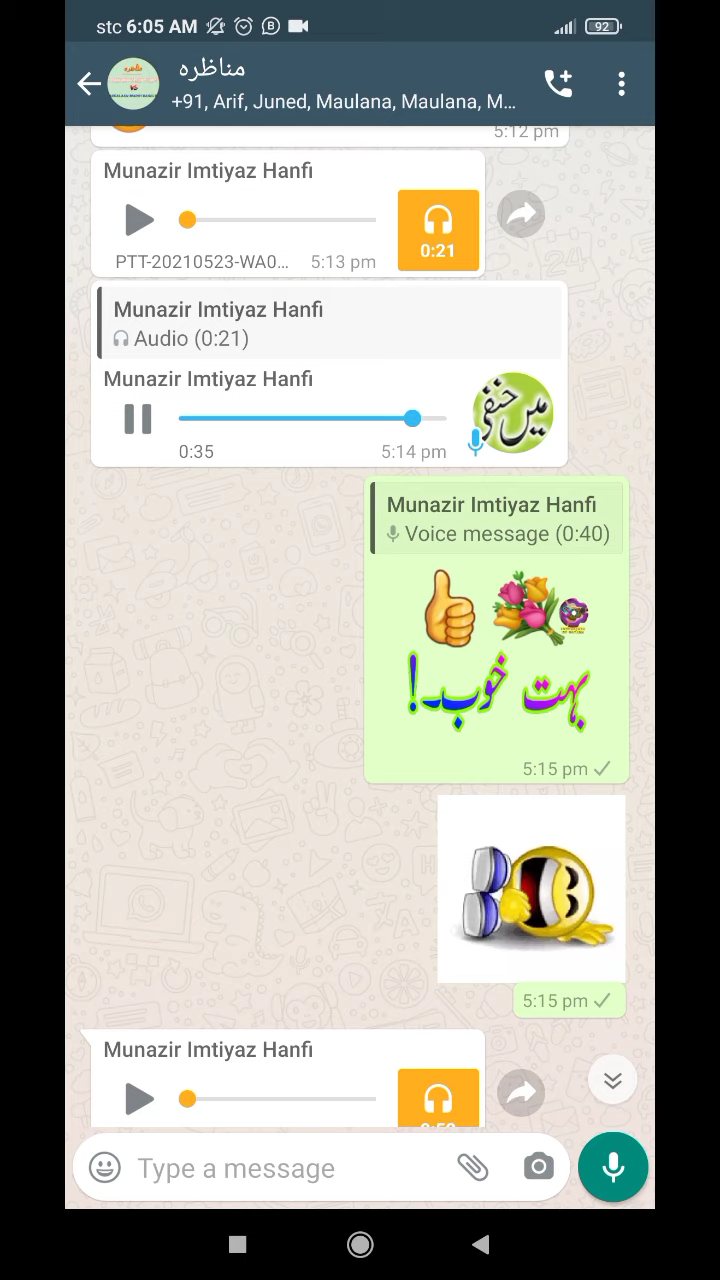 stc 6:05 AM
92
مناظره
+91, Arif, Juned, Maulana, Maulana, M...
5:12 pm
Munazir Imtiyaz Hanfi
0:21
PTT-20210523-WA0...
5:13 pm
Munazir Imtiyaz Hanfi
Audio (0:21)
Munazir Imtiyaz Hanfi
میں حنفی
0:35
5:14 pm
Munazir Imtiyaz Hanfi
Voice message (0:40)
بہت خوب!
5:15 pm
5:15 pm
Munazir Imtiyaz Hanfi
Type a message